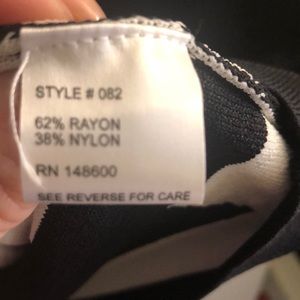 STYLE # 082
62% RAYON
38% NYLON
RN 148600
SEE REVERSE FOR CARE